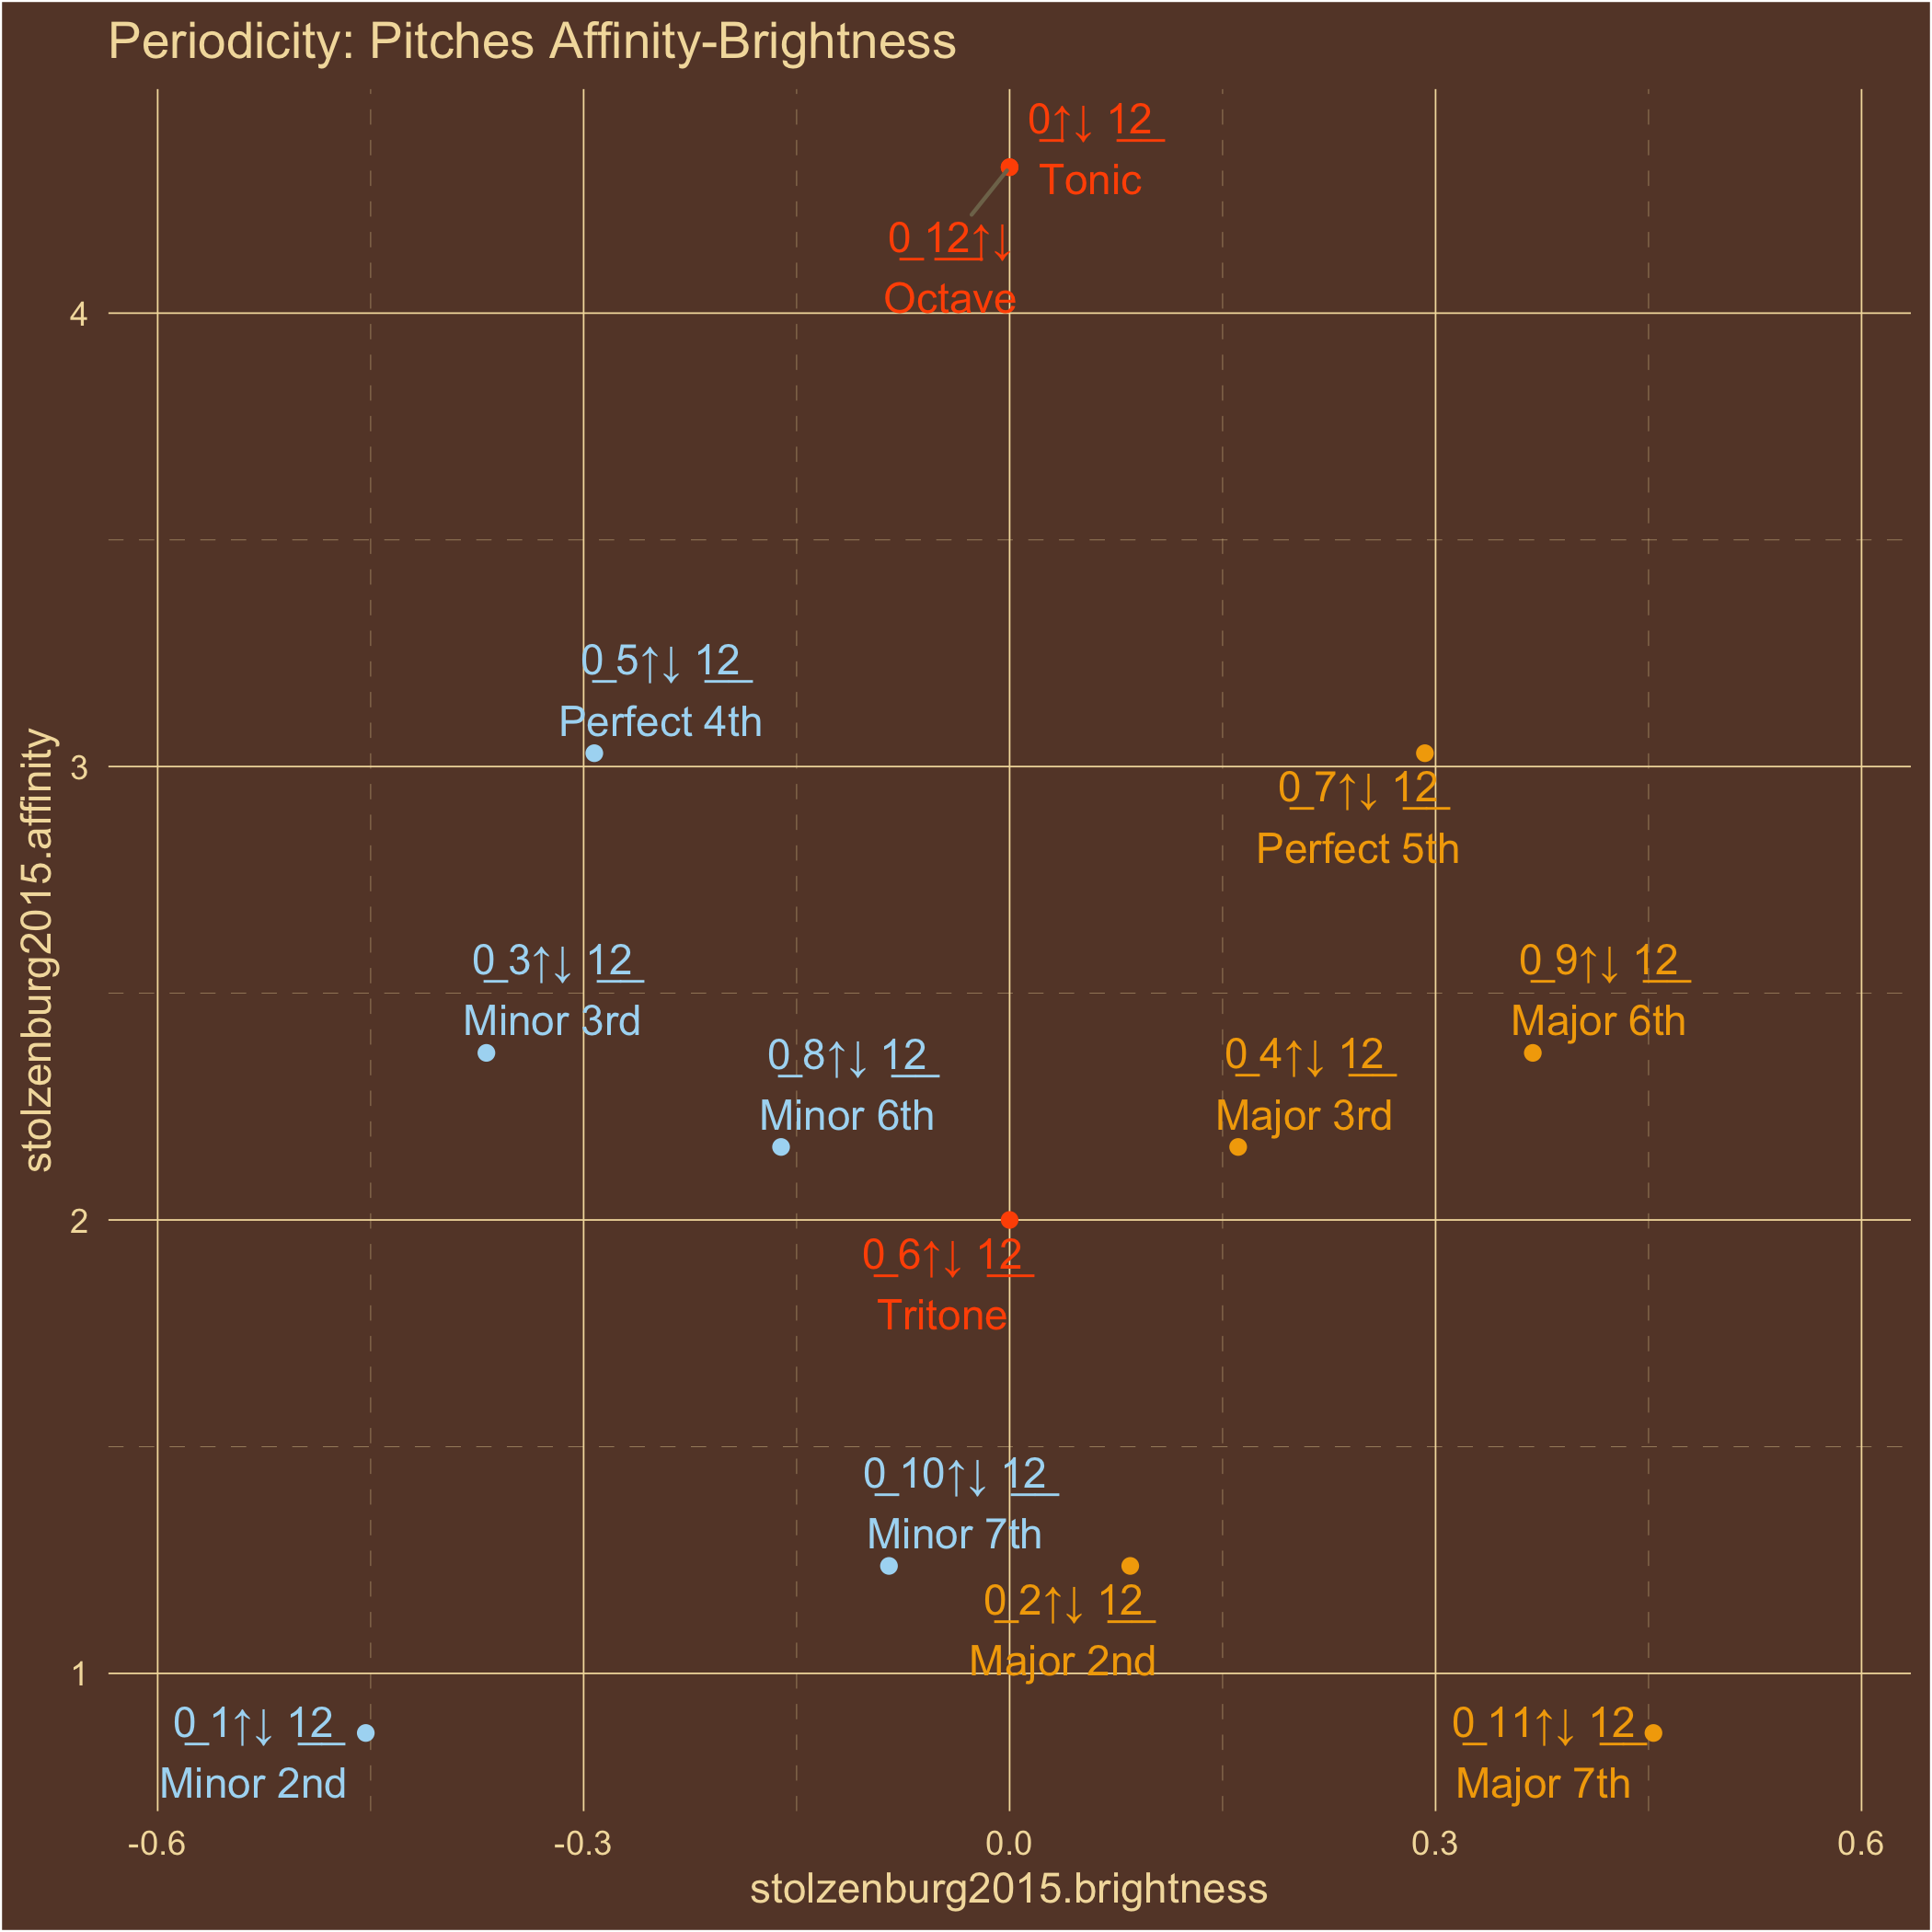 Periodicity: Pitches Affinity-Brightness
0↑↓ 12
Tonic
0 12↑↓
Octave
4
0 5↑↓ 12
Perfect 4th
3
0 7↑↓ 12
Perfect 5th
0 3↑↓ 12
Minor 3rd
0 9↑↓ 12
Major 6th
0 8↑↓ 12
Minor 6th
0 4↑↓ 12
Major 3rd
2
0 6↑↓ 12
Tritone
0 10↑↓ 12
Minor 7th
0 2↑↓ 12
Major 2nd
1
0 1↑↓ 12
Minor 2nd
0 11↑↓ 12
Major 7th
stolzenburg2015.affinity
-0.6 -0.3 0.0 0.3 0.6
stolzenburg2015.brightness